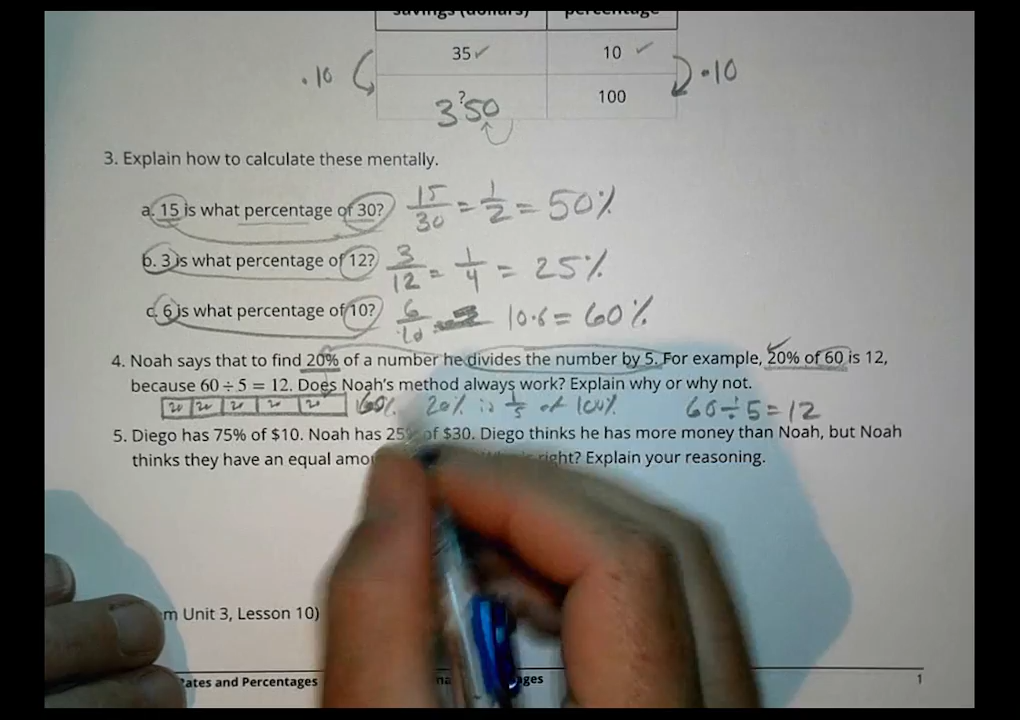 savings (dollars) percentage
35 ✓ 10 ✓
.10 ·10
? 350 100
3. Explain how to calculate these mentally.
a. 15 is what percentage of 30? 15/30 = 1/2 = 50%
b. 3 is what percentage of 12? 3/12 = 1/4 = 25%
c. 6 is what percentage of 10? 6/10 10·6 = 60%
4. Noah says that to find 20% of a number he divides the number by 5. For example, 20% of 60 is 12,
because 60 ÷ 5 = 12. Does Noah's method always work? Explain why or why not.
20 20 20 20 20 20% is 1/5 of 100% 60÷5=12
5. Diego has 75% of $10. Noah has 25% of $30. Diego thinks he has more money than Noah, but Noah
thinks they have an equal right? Explain your reasoning.
Unit 3, Lesson 10)
Rates and Percentages 1